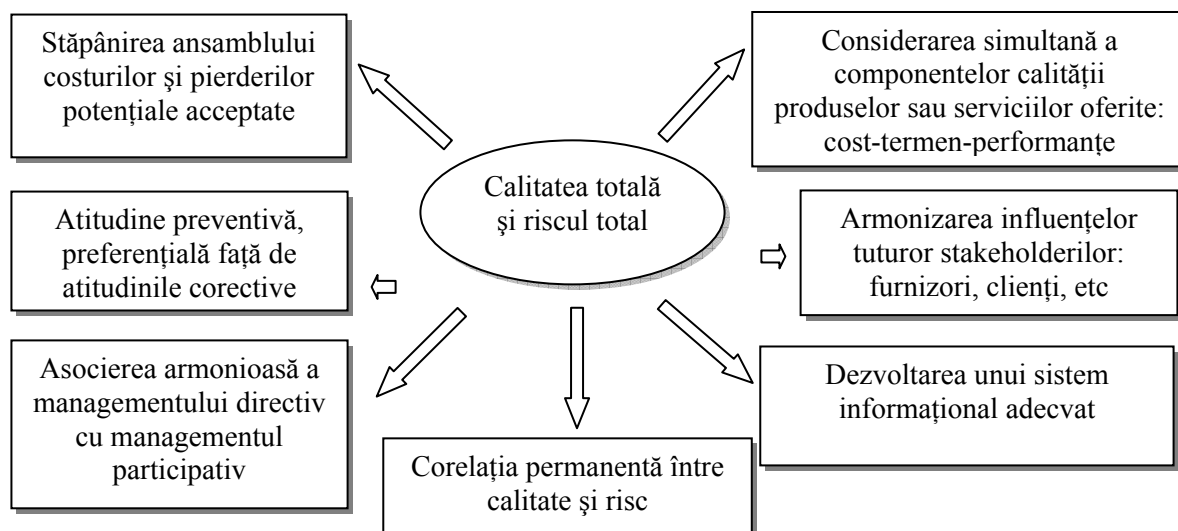 Stăpânirea ansamblului
costurilor şi pierderilor
potențiale acceptate
Considerarea simultană a
componentelor calității
produselor sau serviciilor oferite:
cost-termen-performanțe
Calitatea totală
şi riscul total
Atitudine preventivă,
preferențială față de
atitudinile corective
Armonizarea influențelor
tuturor stakeholderilor:
furnizori, clienți, etc
Asocierea armonioasă a
managementului directiv
cu managementul
participativ
Corelația permanentă între
calitate şi risc
Dezvoltarea unui sistem
informațional adecvat